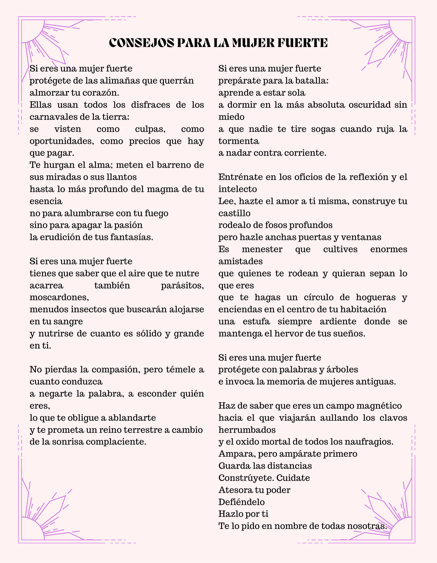 CONSEJOS PARA LA MUJER FUERTE
Si eres una mujer fuerte
protégete de las alimañas que querrán
almorzar tu corazón.
Ellas usan todos los disfraces de los
carnavales de la tierra:
se visten como culpas, como
oportunidades, como precios que hay
que pagar.
Te hurgan el alma; meten el barreno de
sus miradas o sus llantos
hasta lo más profundo del magma de tu
esencia
no para alumbrarse con tu fuego
sino para apagar la pasión
la erudición de tus fantasías.
Si eres una mujer fuerte
tienes que saber que el aire que te nutre
acarrea también parásitos,
moscardones,
menudos insectos que buscarán alojarse
en tu sangre
y nutrirse de cuanto es sólido y grande
en ti.
No pierdas la compasión, pero témele a
cuanto conduzca
a negarte la palabra, a esconder quién
eres,
lo que te obligue a ablandarte
y te prometa un reino terrestre a cambio
de la sonrisa complaciente.
Si eres una mujer fuerte
prepárate para la batalla:
aprende a estar sola
a dormir en la más absoluta oscuridad sin
miedo
a que nadie te tire sogas cuando ruja la
tormenta
a nadar contra corriente.
Entrénate en los oficios de la reflexión y el
intelecto
Lee, hazte el amor a ti misma, construye tu
castillo
rodealo de fosos profundos
pero hazle anchas puertas y ventanas
Es menester que cultives enormes
amistades
que quienes te rodean y quieran sepan lo
que eres
que te hagas un círculo de hogueras y
enciendas en el centro de tu habitación
una estufa siempre ardiente donde se
mantenga el hervor de tus sueños.
Si eres una mujer fuerte
protégete con palabras y árboles
e invoca la memoria de mujeres antiguas.
Haz de saber que eres un campo magnético
hacia el que viajarán aullando los clavos
herrumbados
y el oxido mortal de todos los naufragios.
Ampara, pero ampárate primero
Guarda las distancias
Constrúyete. Cuidate
Atesora tu poder
Defiéndelo
Hazlo por ti
Te lo pido en nombre de todas nosotras.